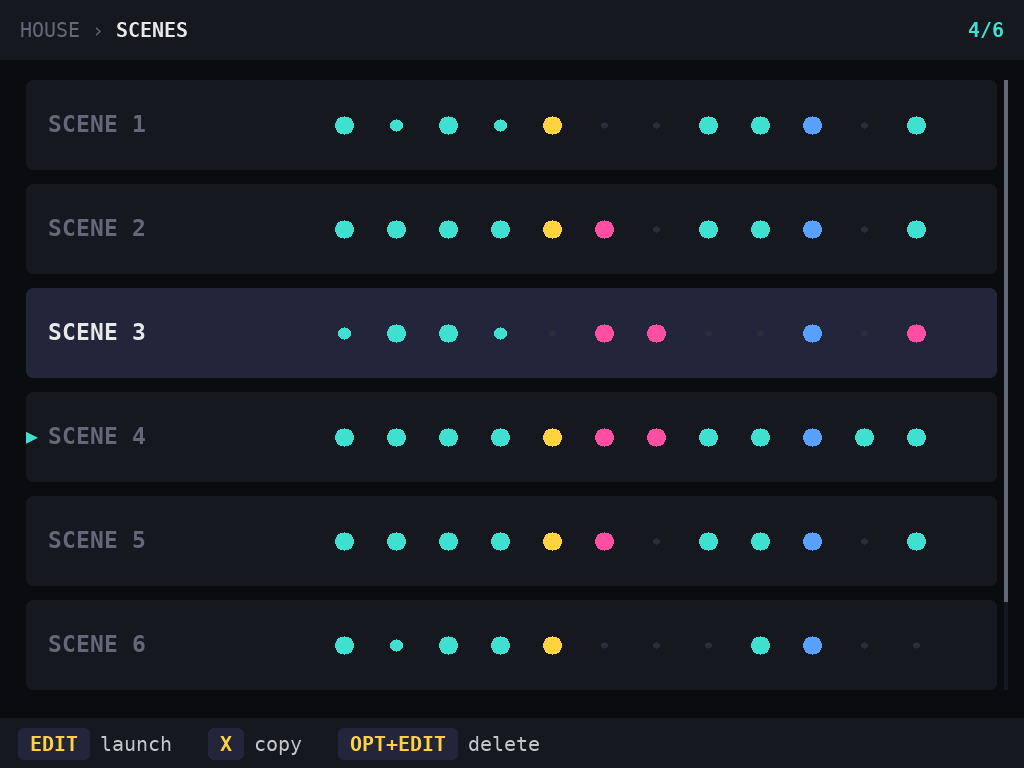 HOUSE › SCENES 4/6
SCENE 1
SCENE 2
SCENE 3
SCENE 4
SCENE 5
SCENE 6
EDIT launch X copy OPT+EDIT delete